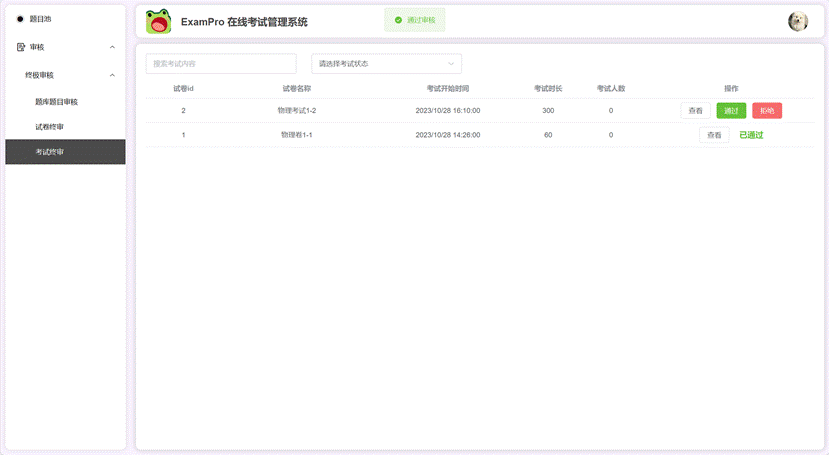 题目池
审核
终极审核
题库题目审核
试卷终审
考试终审
ExamPro 在线考试管理系统
通过审核
搜索考试内容
请选择考试状态
试卷id 试卷名称 考试开始时间 考试时长 考试人数 操作
2 物理考试1-2 2023/10/28 16:10:00 300 0 查看 通过 拒绝
1 物理卷1-1 2023/10/28 14:26:00 60 0 查看 已通过